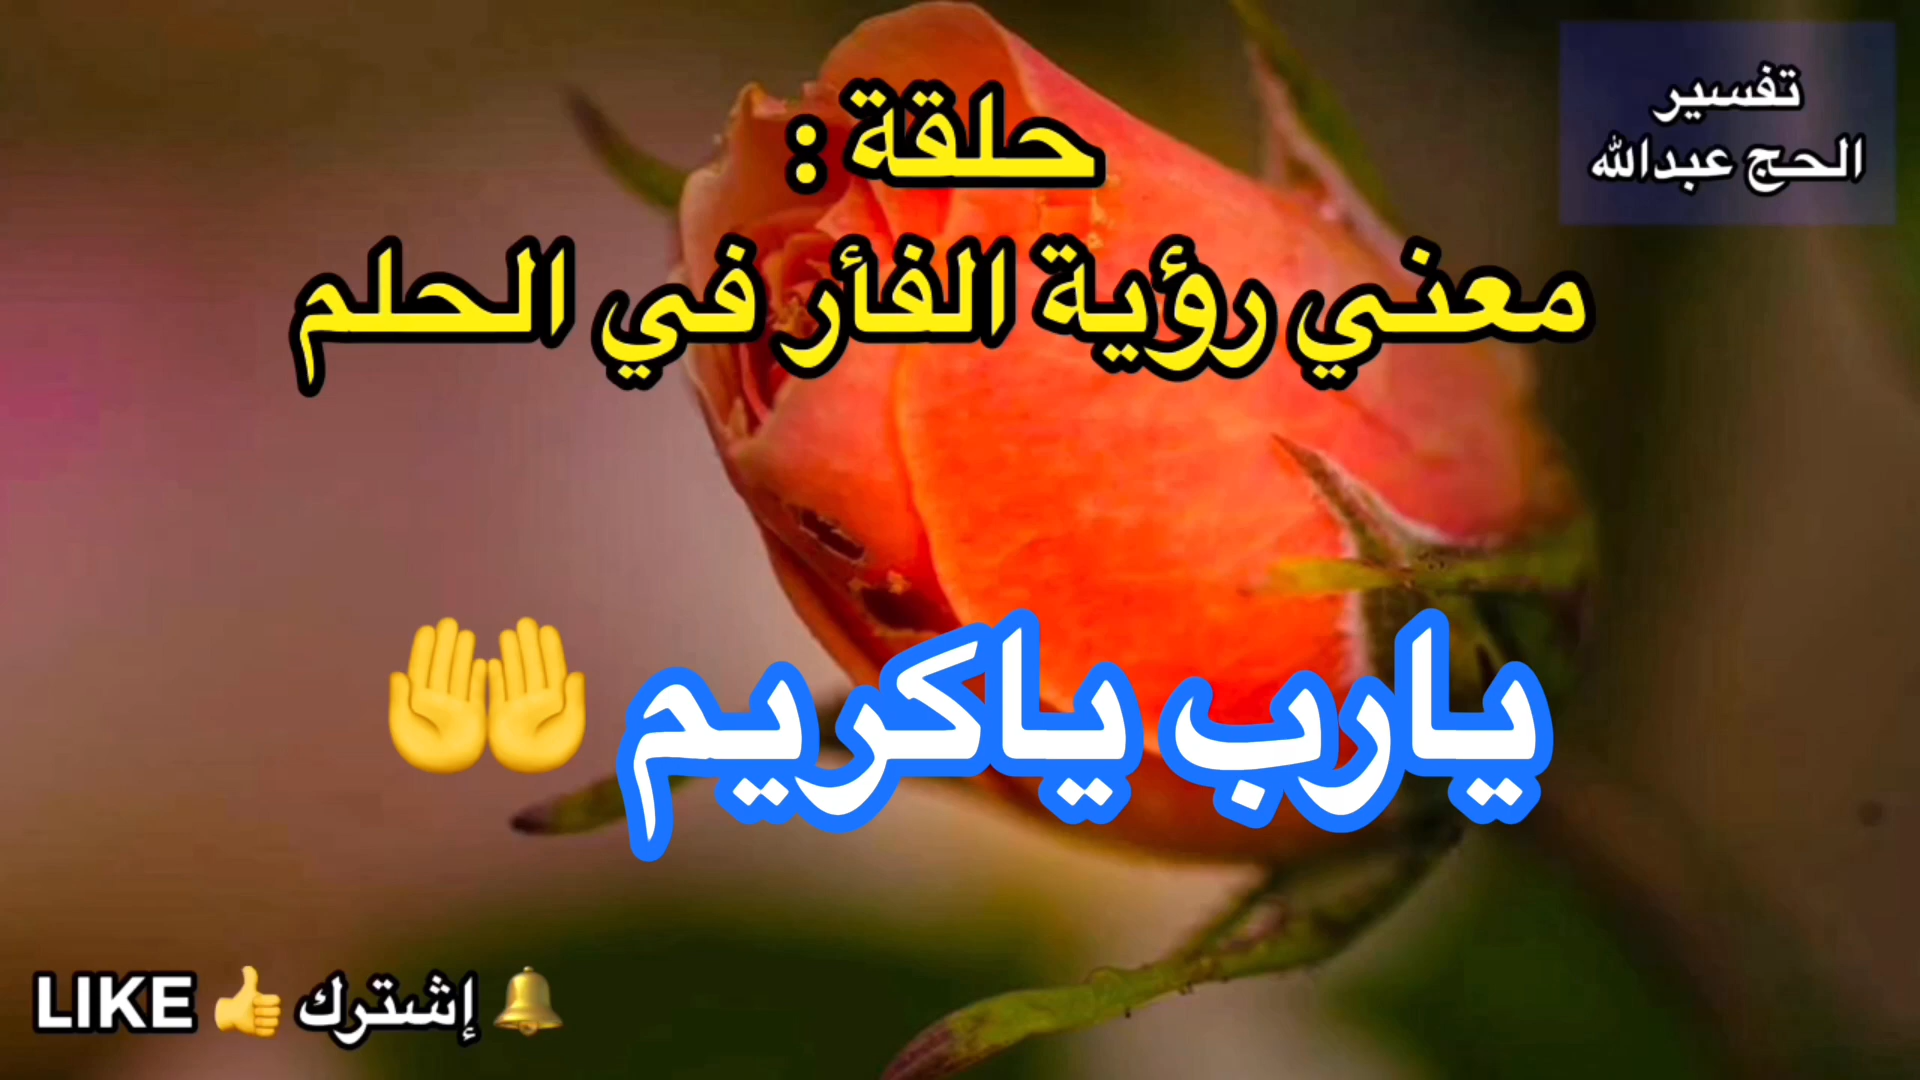 تفسير
الحج عبدالله
حلقة :
معني رؤية الفأر في الحلم
يارب ياكريم 🤲
LIKE 👍 إشترك 🔔